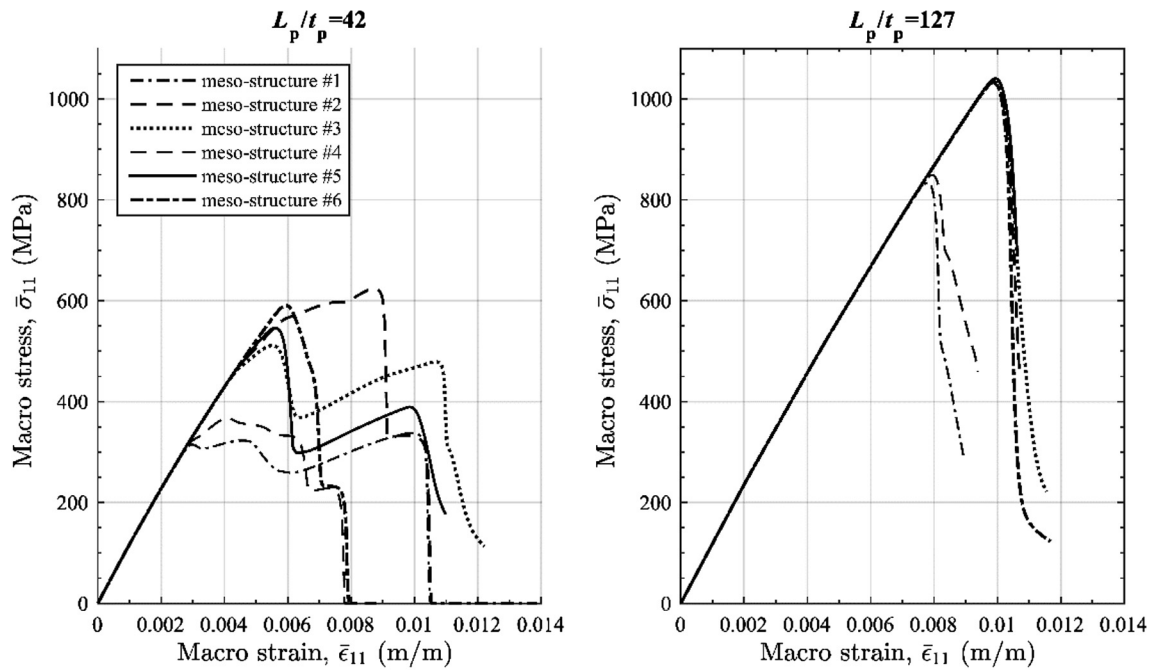 Lp/tp=42
meso-structure #1
meso-structure #2
meso-structure #3
meso-structure #4
meso-structure #5
meso-structure #6
Macro stress, σ̄11 (MPa)
1000
800
600
400
200
0
0 0.002 0.004 0.006 0.008 0.01 0.012 0.014
Macro strain, ε̄11 (m/m)
Lp/tp=127
Macro stress, σ̄11 (MPa)
1000
800
600
400
200
0
0 0.002 0.004 0.006 0.008 0.01 0.012 0.014
Macro strain, ε̄11 (m/m)